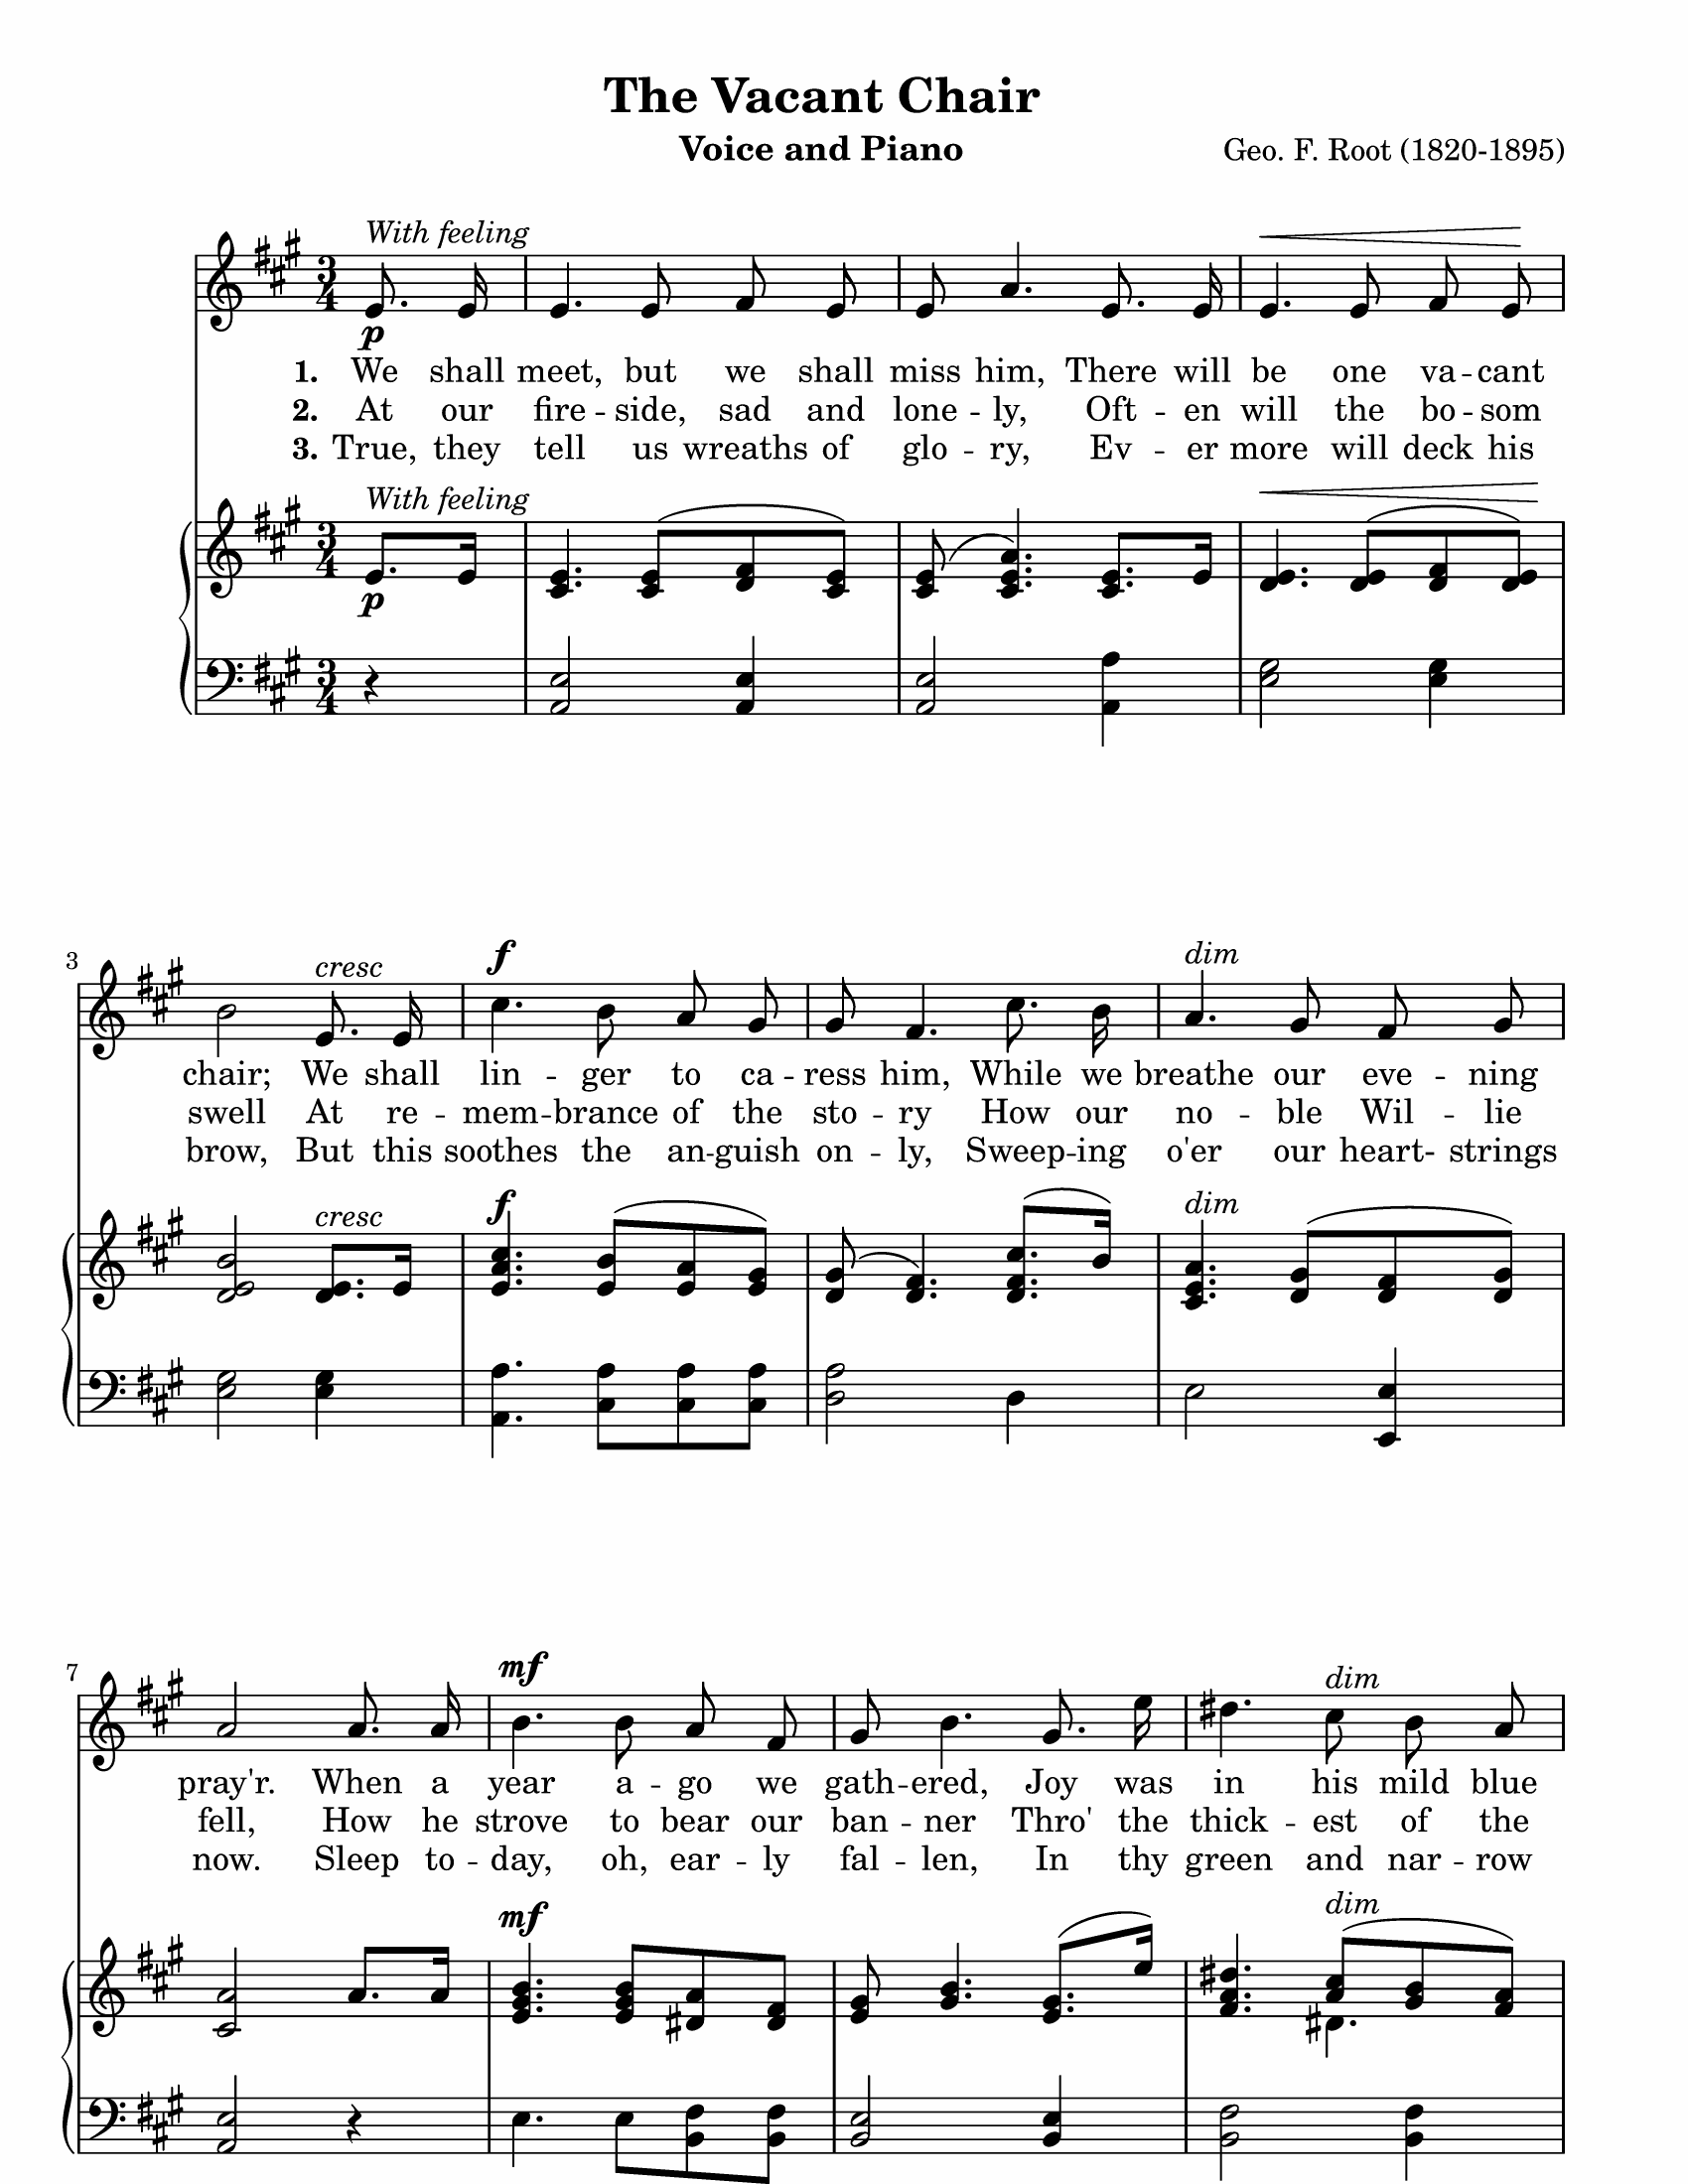 The Vacant Chair
Voice and Piano
Geo. F. Root (1820-1895)
With feeling
p
1. We shall meet, but we shall miss him, There will be one va -- cant
2. At our fire -- side, sad and lone -- ly, Oft -- en will the bo -- som
3. True, they tell us wreaths of glo -- ry, Ev -- er more will deck his
With feeling
p
3
cresc f dim
chair; We shall lin -- ger to ca -- ress him, While we breathe our eve -- ning
swell At re -- mem -- brance of the sto -- ry How our no -- ble Wil -- lie
brow, But this soothes the an -- guish on -- ly, Sweep -- ing o'er our heart- strings
cresc f dim
7
mf dim
pray'r. When a year a -- go we gath -- ered, Joy was in his mild blue
fell, How he strove to bear our ban -- ner Thro' the thick -- est of the
now. Sleep to -- day, oh, ear -- ly fal -- len, In thy green and nar -- row
mf dim